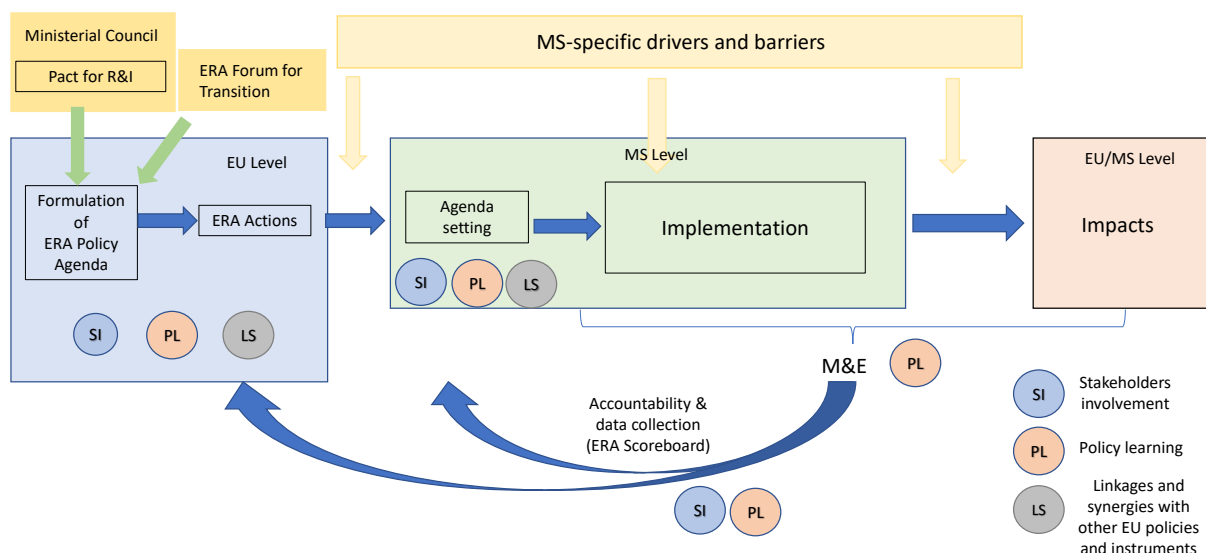 Ministerial Council
Pact for R&I
ERA Forum for
Transition
MS-specific drivers and barriers
EU Level
Formulation
of
ERA Policy
Agenda
ERA Actions
SI
PL
LS
MS Level
Agenda
setting
Implementation
SI
PL
LS
EU/MS Level
Impacts
M&E
PL
Accountability &
data collection
(ERA Scoreboard)
SI
PL
SI
Stakeholders
involvement
PL
Policy learning
LS
Linkages and
synergies with
other EU policies
and instruments